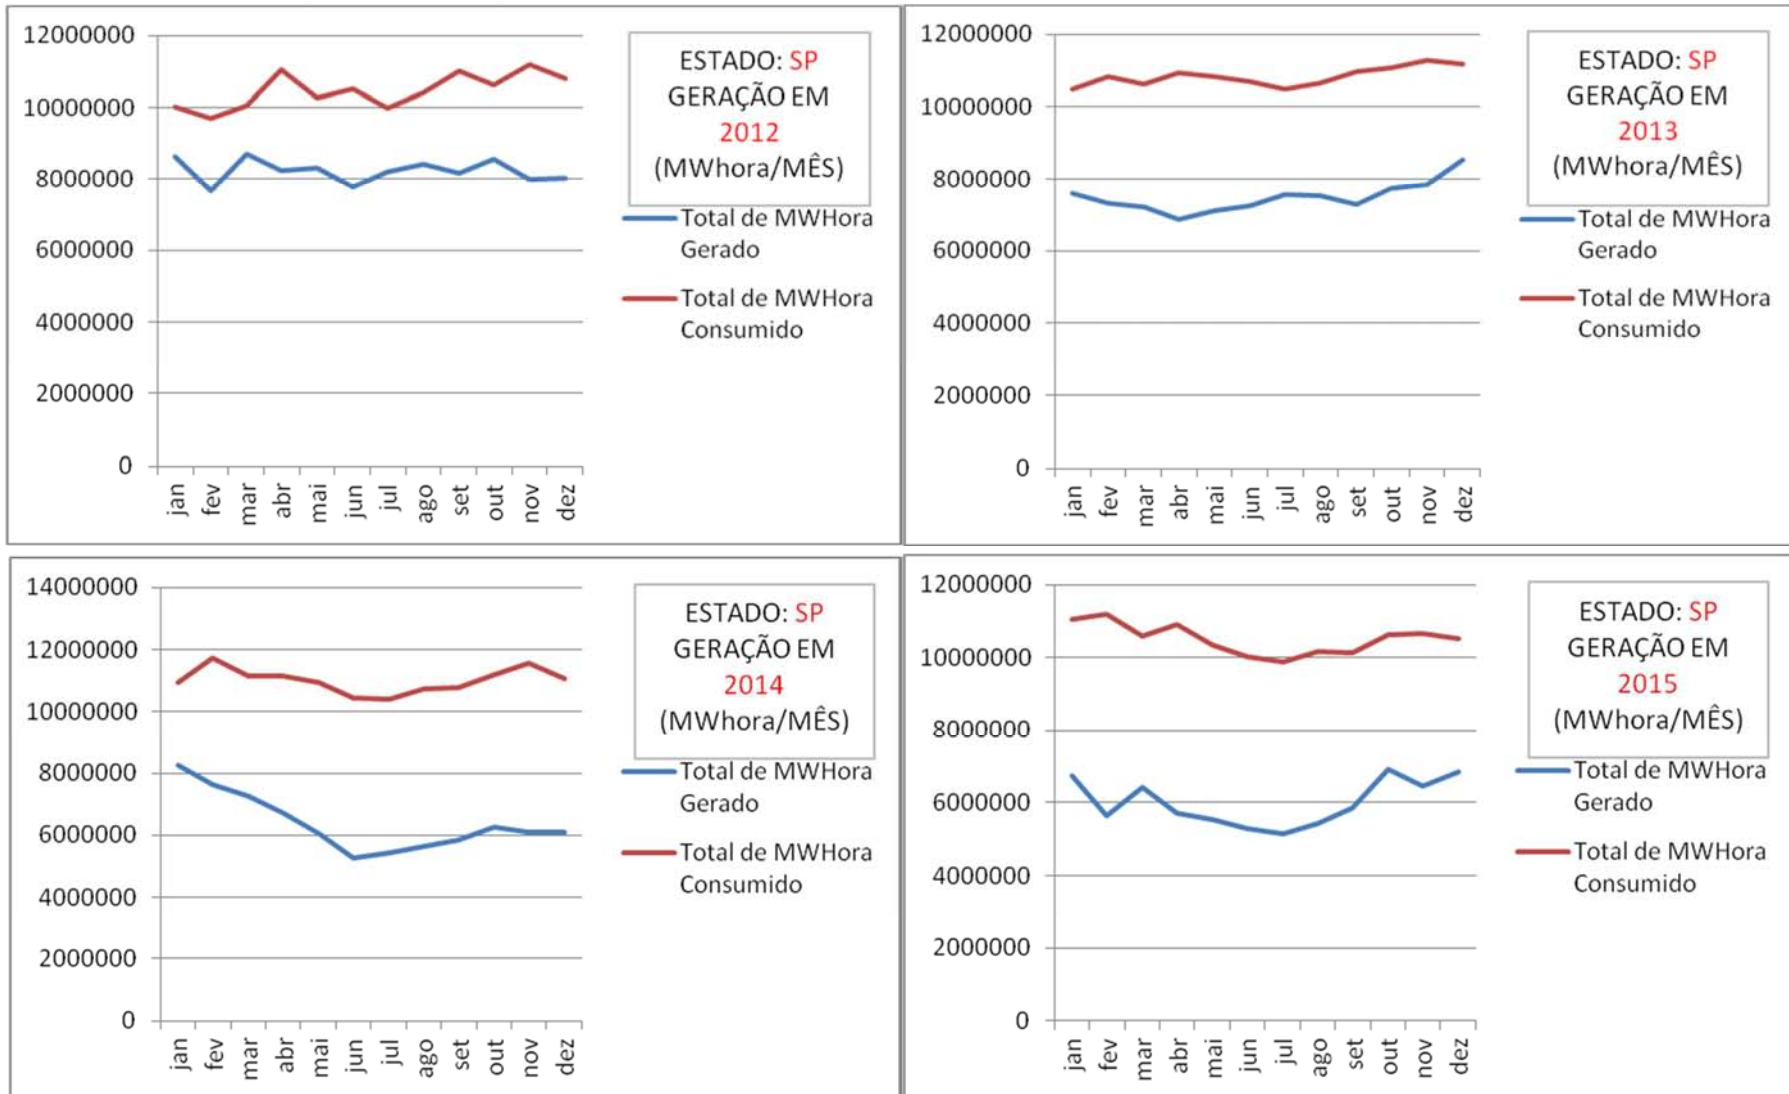 12000000
10000000
8000000
6000000
4000000
2000000
0
jan
fev
mar
abr
mai
jun
jul
ago
set
out
nov
dez
ESTADO: SP
GERAÇÃO EM
2012
(MWhora/MÊS)
Total de MWHora
Gerado
Total de MWHora
Consumido
12000000
10000000
8000000
6000000
4000000
2000000
0
jan
fev
mar
abr
mai
jun
jul
ago
set
out
nov
dez
ESTADO: SP
GERAÇÃO EM
2013
(MWhora/MÊS)
Total de MWHora
Gerado
Total de MWHora
Consumido
14000000
12000000
10000000
8000000
6000000
4000000
2000000
0
jan
fev
mar
abr
mai
jun
jul
ago
set
out
nov
dez
ESTADO: SP
GERAÇÃO EM
2014
(MWhora/MÊS)
Total de MWHora
Gerado
Total de MWHora
Consumido
12000000
10000000
8000000
6000000
4000000
2000000
0
jan
fev
mar
abr
mai
jun
jul
ago
set
out
nov
dez
ESTADO: SP
GERAÇÃO EM
2015
(MWhora/MÊS)
Total de MWHora
Gerado
Total de MWHora
Consumido